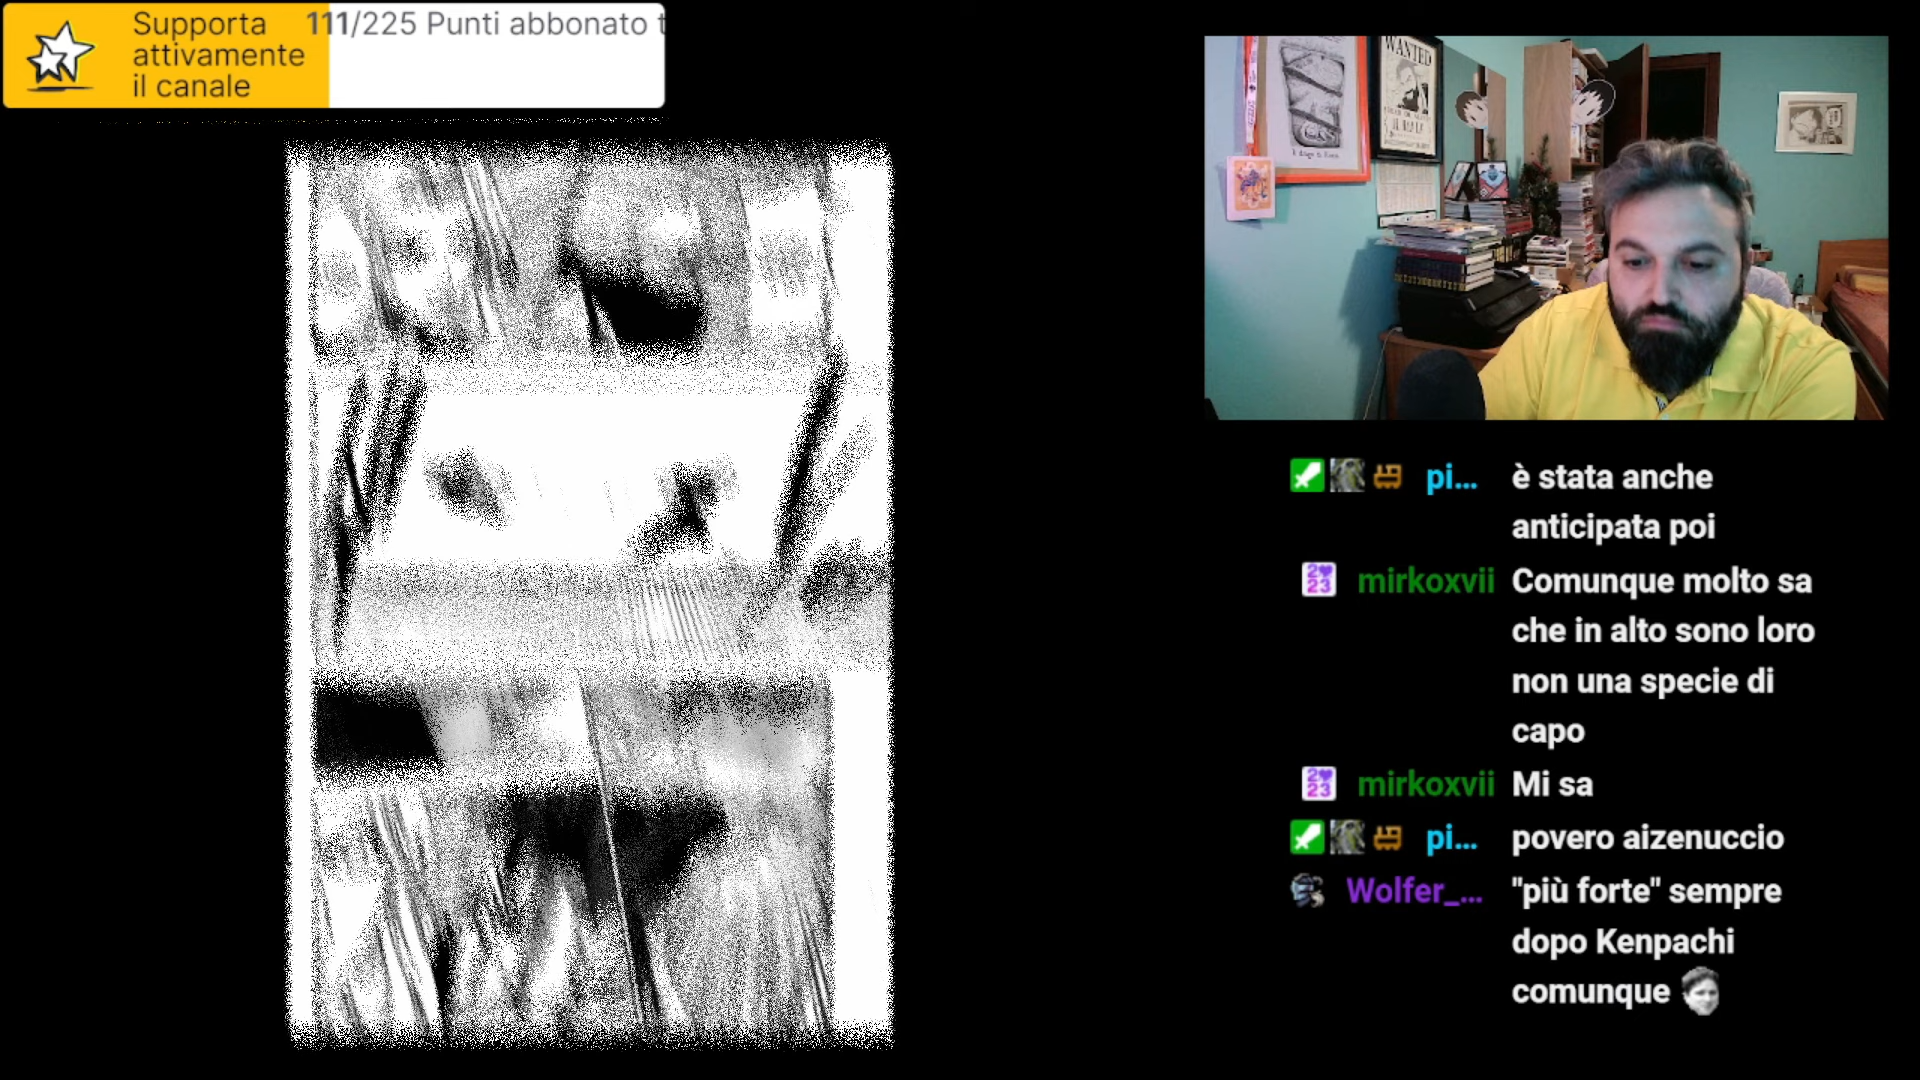 Supporta
attivamente
il canale
111/225 Punti abbonato t
WANTED
pi... è stata anche
anticipata poi
mirkoxvii Comunque molto sa
che in alto sono loro
non una specie di
capo
mirkoxvii Mi sa
pi... povero aizenuccio
Wolfer_... "più forte" sempre
dopo Kenpachi
comunque